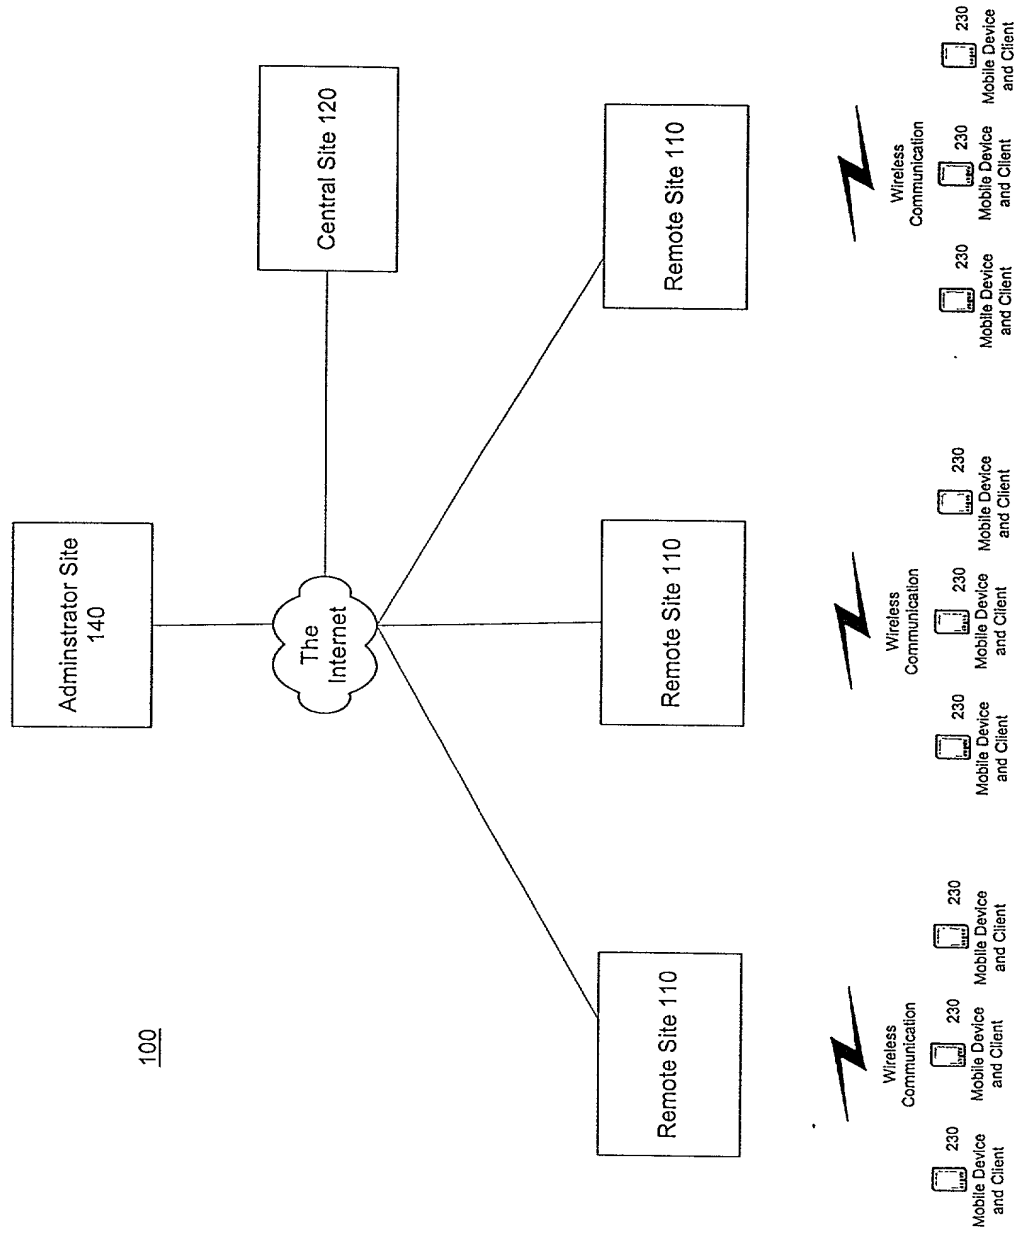 Adminstrator Site
140
100
The
Internet
Central Site 120
Remote Site 110
Remote Site 110
Remote Site 110
Wireless
Communication
Wireless
Communication
Wireless
Communication
230
Mobile Device
and Client
230
Mobile Device
and Client
230
Mobile Device
and Client
230
Mobile Device
and Client
230
Mobile Device
and Client
230
Mobile Device
and Client
230
Mobile Device
and Client
230
Mobile Device
and Client
230
Mobile Device
and Client